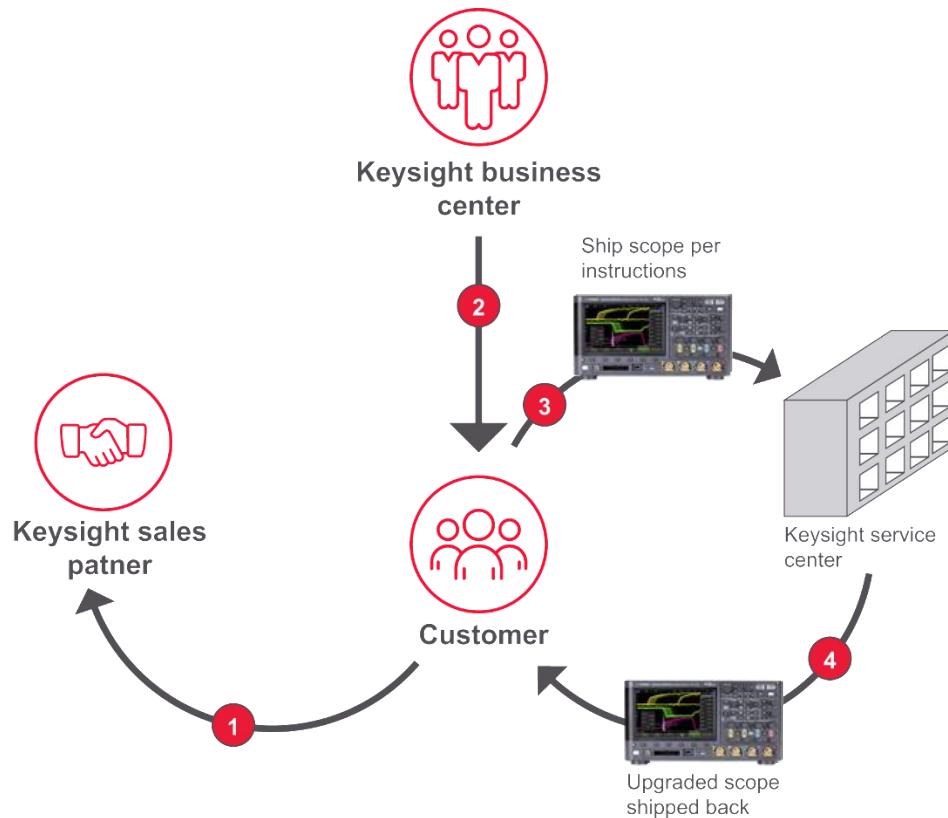 Keysight business
center
Ship scope per
instructions
2
3
Keysight sales
patner
Keysight service
center
Customer
4
1
Upgraded scope
shipped back